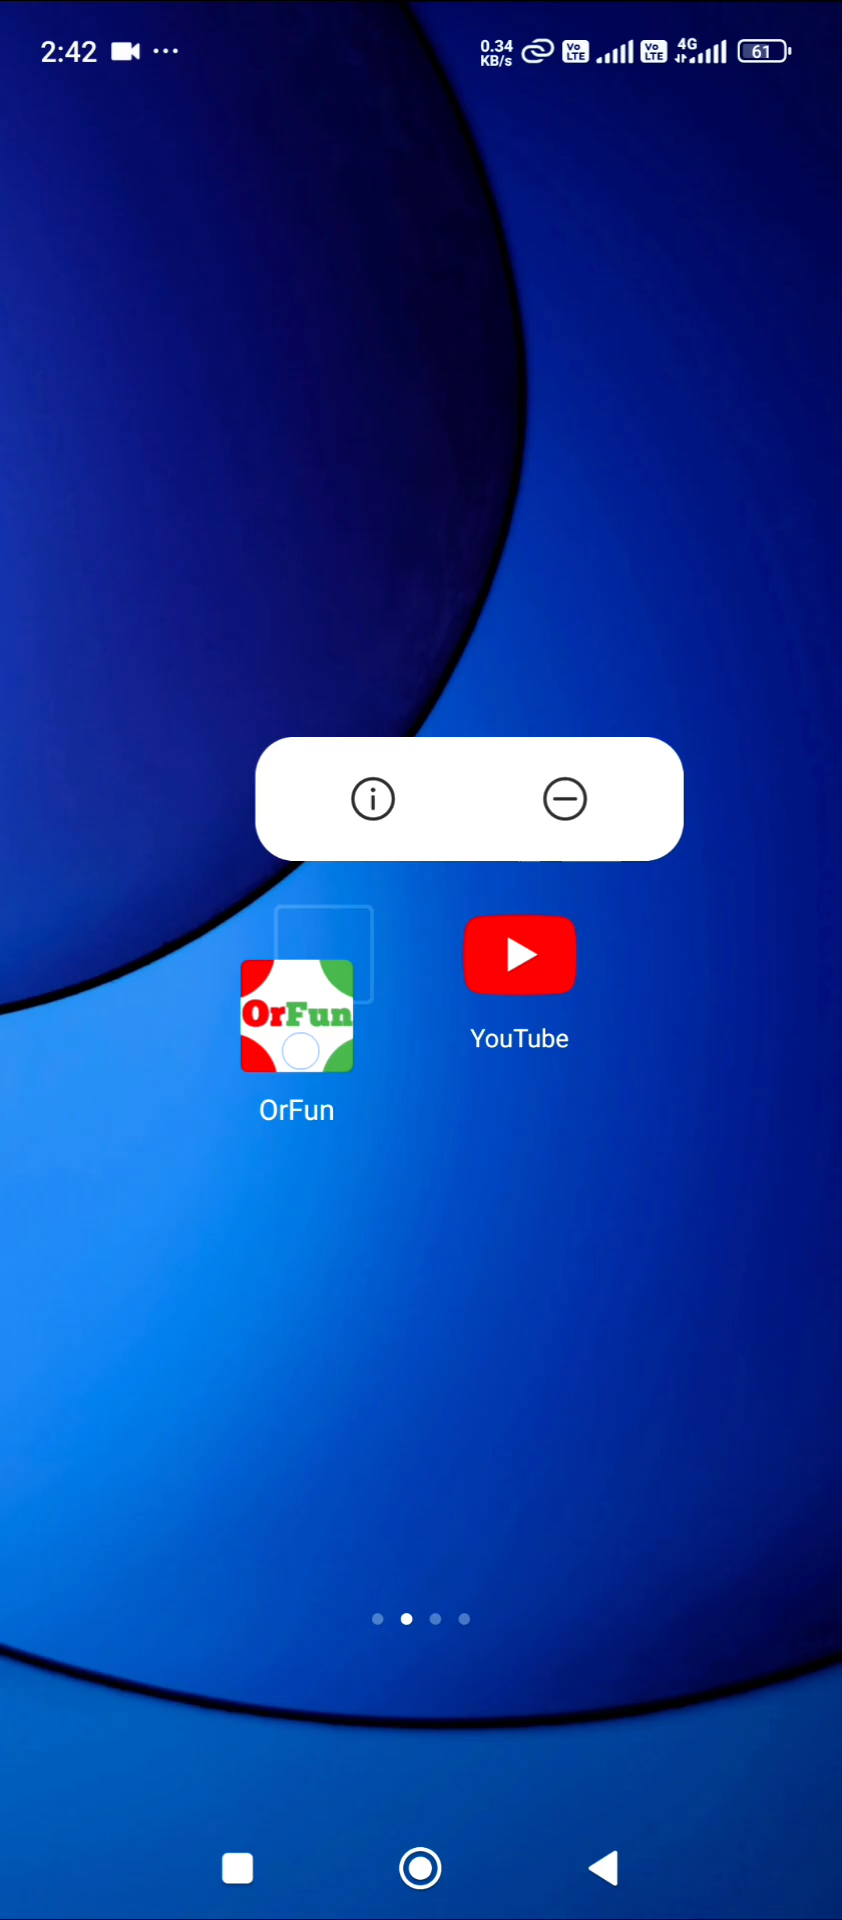 2:42
0.34
KB/s
Vo
LTE
Vo
LTE
4G
61
OrFun
YouTube
OrFun